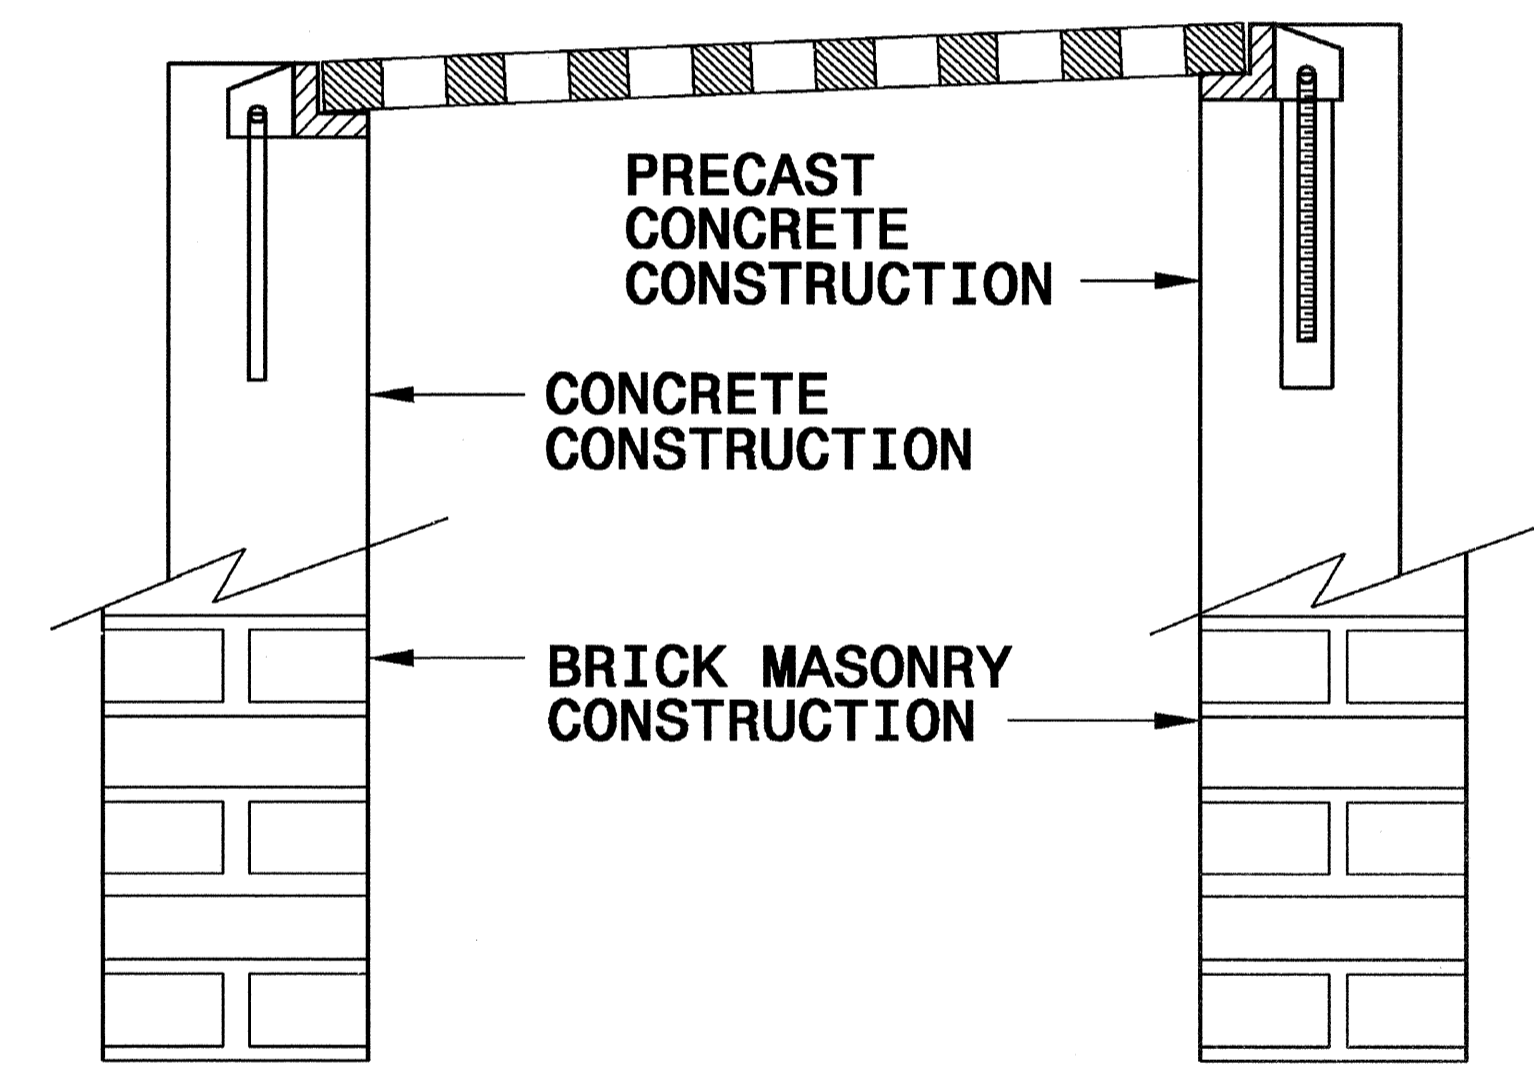 PRECAST
CONCRETE
CONSTRUCTION
CONCRETE
CONSTRUCTION
BRICK MASONRY
CONSTRUCTION